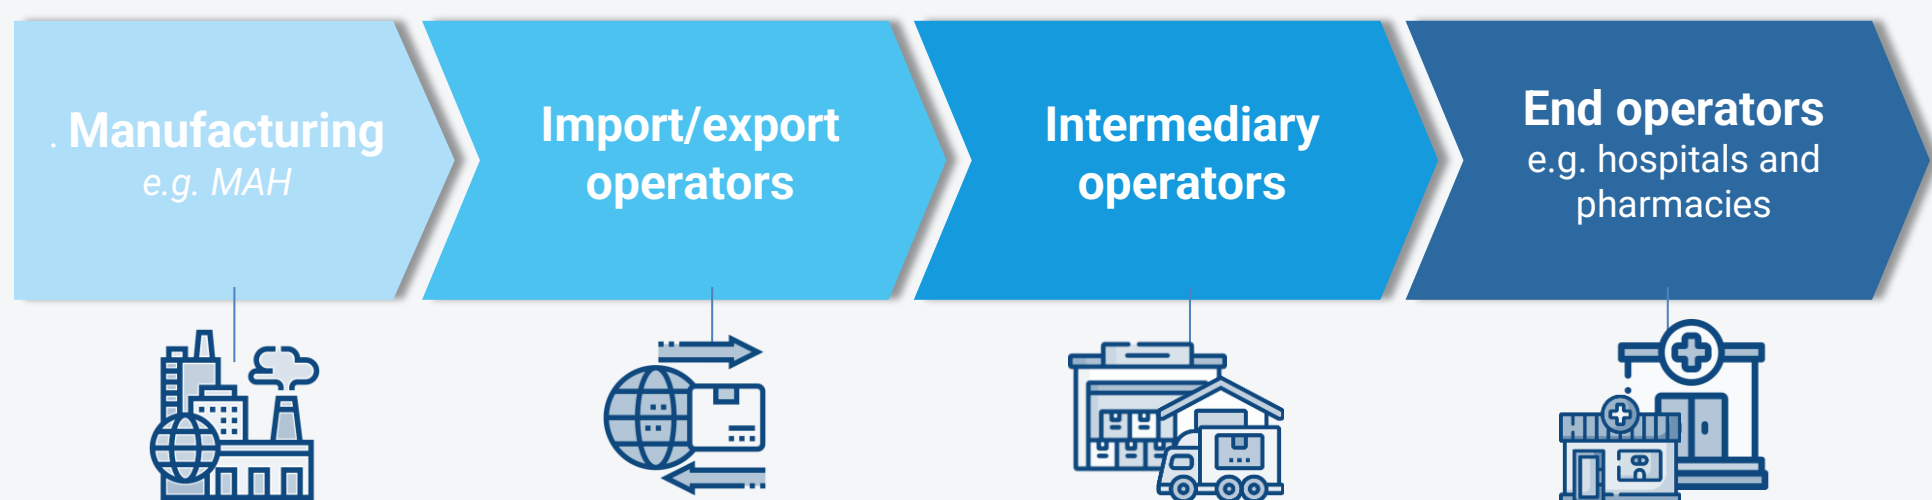 . Manufacturing
e.g. MAH
Import/export
operators
Intermediary
operators
End operators
e.g. hospitals and
pharmacies